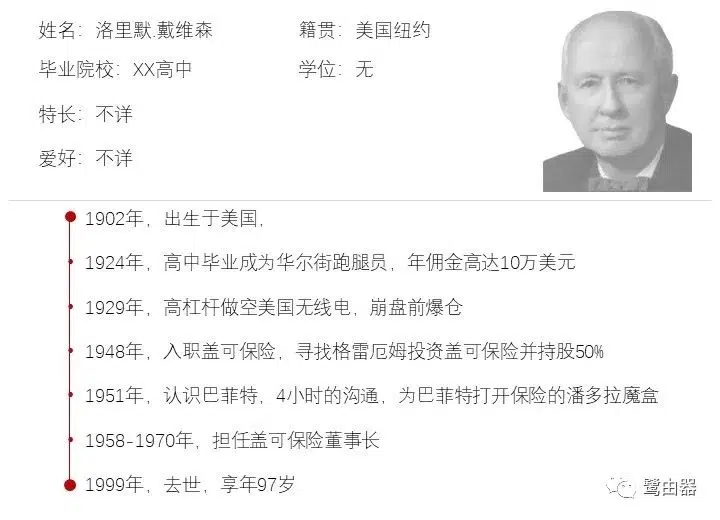 姓名：洛里默.戴维森 籍贯：美国纽约
毕业院校：XX高中 学位：无
特长：不详
爱好：不详
1902年，出生于美国，
1924年，高中毕业成为华尔街跑腿员，年佣金高达10万美元
1929年，高杠杆做空美国无线电，崩盘前爆仓
1948年，入职盖可保险，寻找格雷厄姆投资盖可保险并持股50%
1951年，认识巴菲特，4小时的沟通，为巴菲特打开保险的潘多拉魔盒
1958-1970年，担任盖可保险董事长
1999年，去世，享年97岁
鹭由器